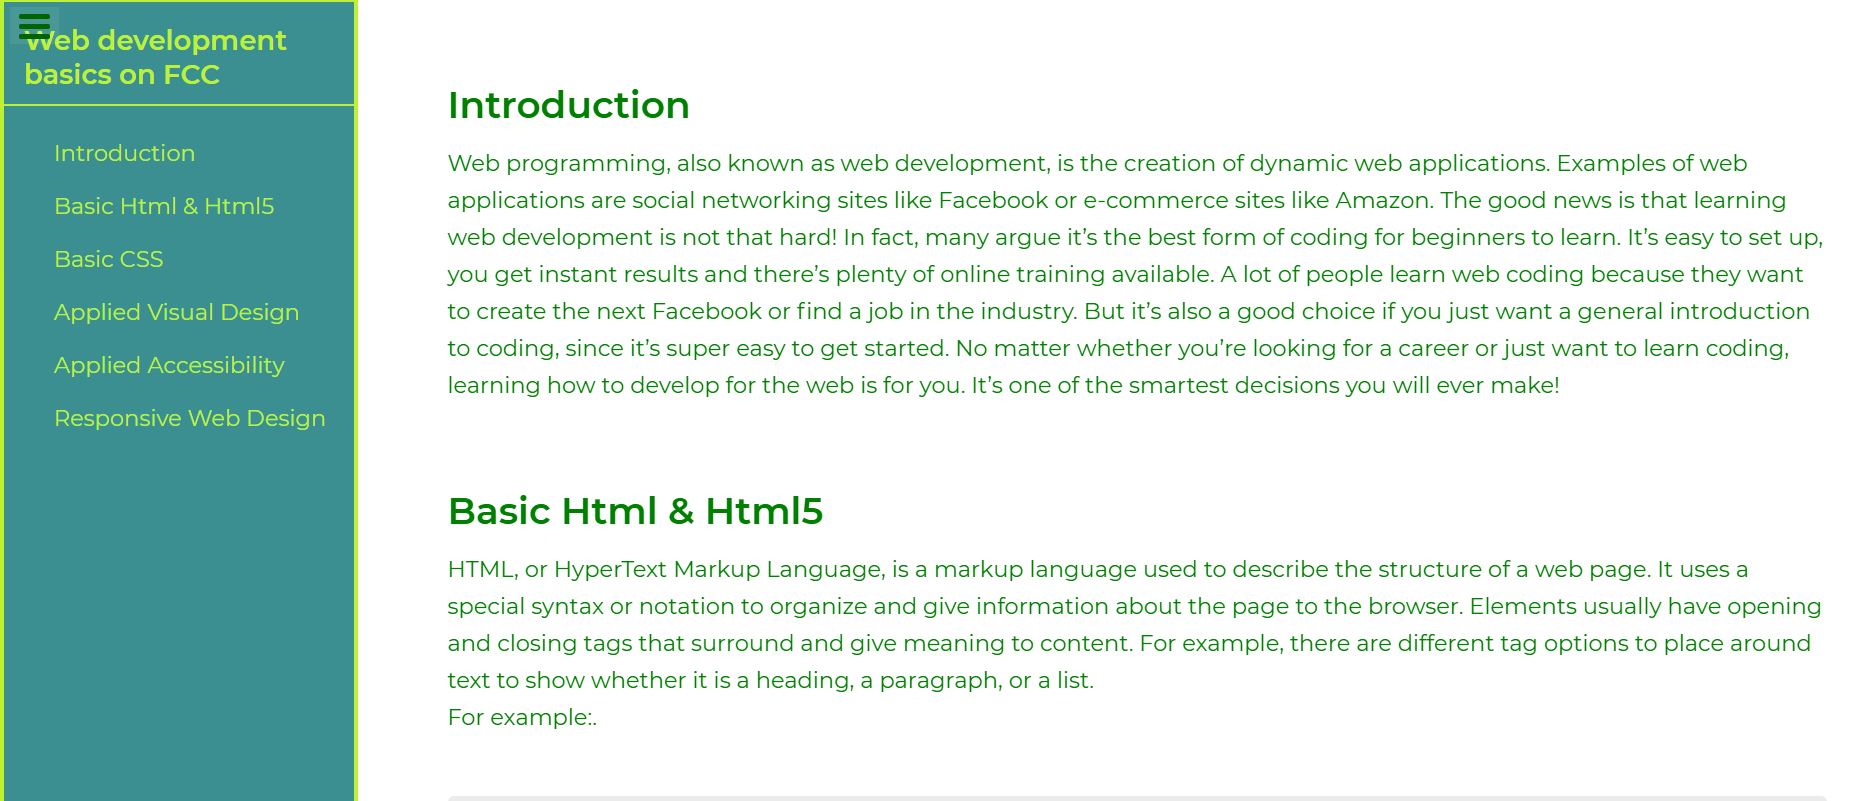 Web development
basics on FCC
Introduction
Basic Html & Html5
Basic CSS
Applied Visual Design
Applied Accessibility
Responsive Web Design
Introduction
Web programming, also known as web development, is the creation of dynamic web applications. Examples of web
applications are social networking sites like Facebook or e-commerce sites like Amazon. The good news is that learning
web development is not that hard! In fact, many argue it’s the best form of coding for beginners to learn. It’s easy to set up,
you get instant results and there’s plenty of online training available. A lot of people learn web coding because they want
to create the next Facebook or find a job in the industry. But it’s also a good choice if you just want a general introduction
to coding, since it’s super easy to get started. No matter whether you’re looking for a career or just want to learn coding,
learning how to develop for the web is for you. It’s one of the smartest decisions you will ever make!
Basic Html & Html5
HTML, or HyperText Markup Language, is a markup language used to describe the structure of a web page. It uses a
special syntax or notation to organize and give information about the page to the browser. Elements usually have opening
and closing tags that surround and give meaning to content. For example, there are different tag options to place around
text to show whether it is a heading, a paragraph, or a list.
For example:.